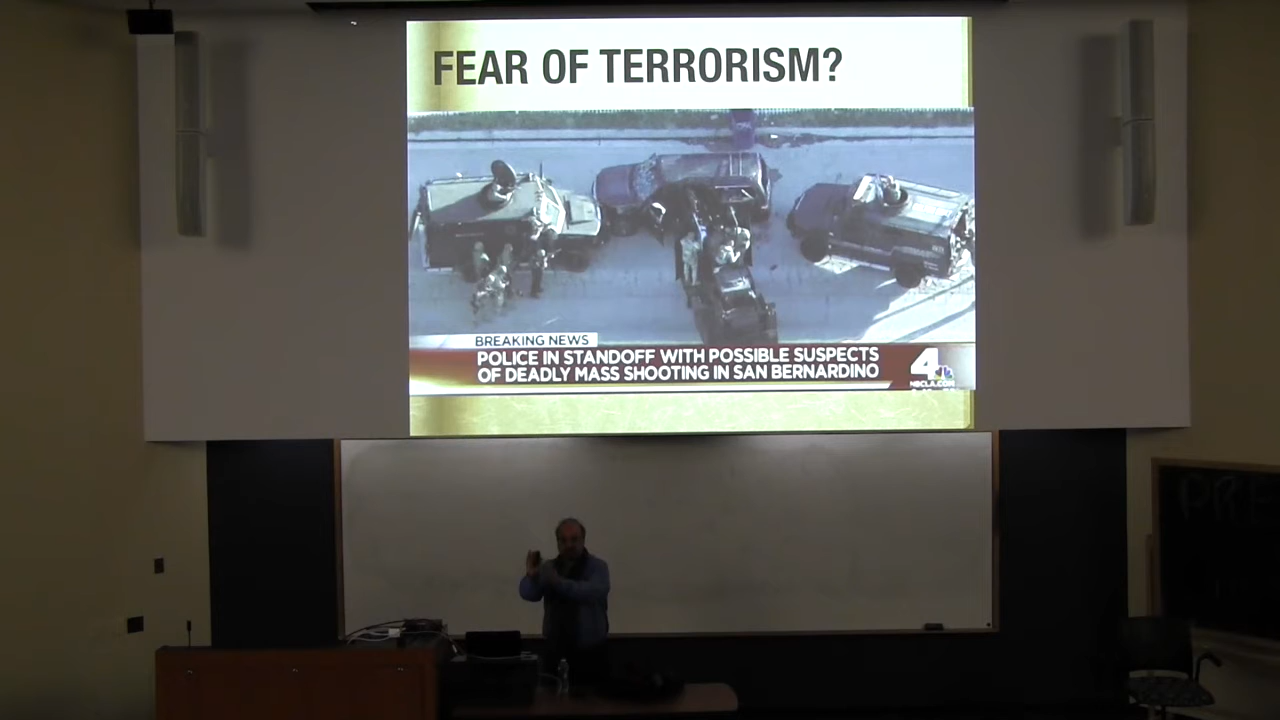 FEAR OF TERRORISM?
BREAKING NEWS
POLICE IN STANDOFF WITH POSSIBLE SUSPECTS
OF DEADLY MASS SHOOTING IN SAN BERNARDINO
4
NBCLA.COM
PRE